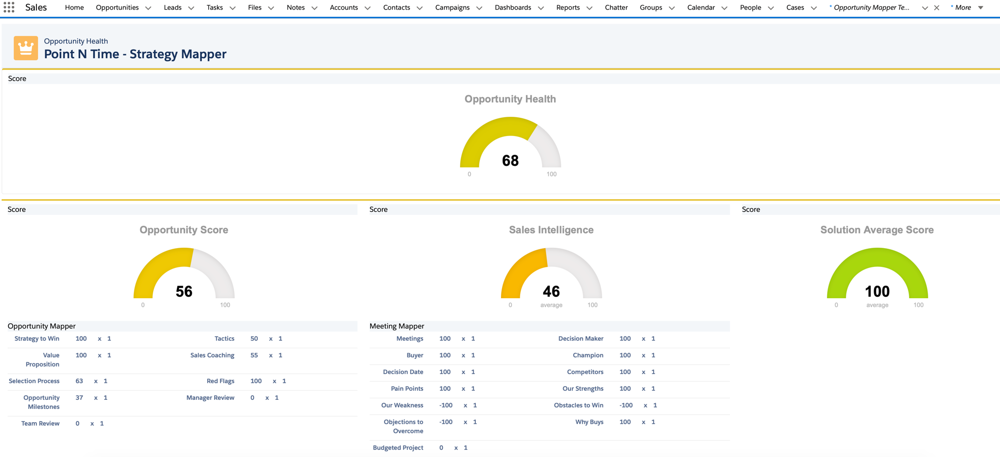 Sales Home Opportunities Leads Tasks Files Notes Accounts Contacts Campaigns Dashboards Reports Chatter Groups Calendar People Cases * Opportunity Mapper Te... * More
Opportunity Health
Point N Time - Strategy Mapper
Score
Opportunity Health
68
0 100
Score Score Score
Opportunity Score Sales Intelligence Solution Average Score
56 46 100
0 100 0 average 100 0 average 100
Opportunity Mapper
Strategy to Win 100 x 1 Tactics 50 x 1
Value 100 x 1 Sales Coaching 55 x 1
Proposition
Selection Process 63 x 1 Red Flags 100 x 1
Opportunity 37 x 1 Manager Review 0 x 1
Milestones
Team Review 0 x 1
Meeting Mapper
Meetings 100 x 1 Decision Maker 100 x 1
Buyer 100 x 1 Champion 100 x 1
Decision Date 100 x 1 Competitors 100 x 1
Pain Points 100 x 1 Our Strengths 100 x 1
Our Weakness -100 x 1 Obstacles to Win -100 x 1
Objections to -100 x 1 Why Buys 100 x 1
Overcome
Budgeted Project 0 x 1